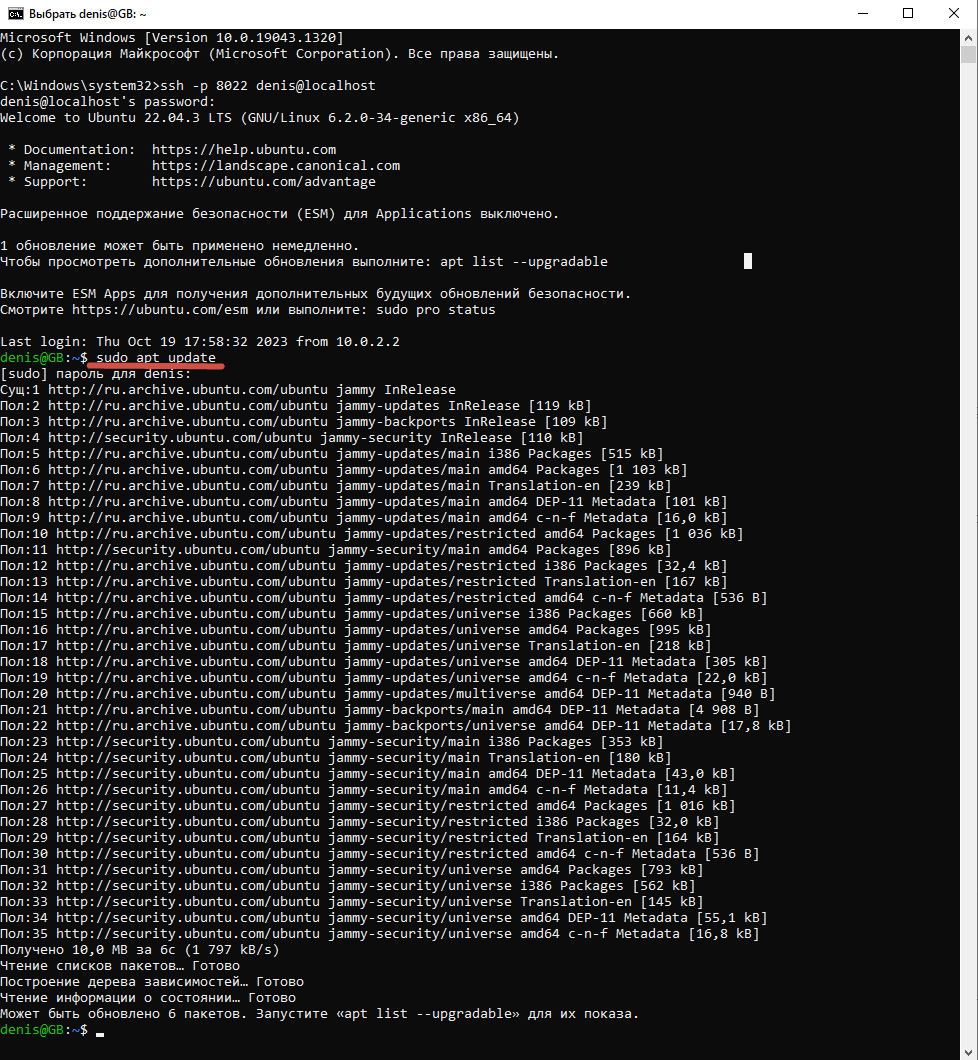 Выбрать denis@GB: ~
Microsoft Windows [Version 10.0.19043.1320]
(c) Корпорация Майкрософт (Microsoft Corporation). Все права защищены.
C:\Windows\system32>ssh -p 8022 denis@localhost
denis@localhost's password:
Welcome to Ubuntu 22.04.3 LTS (GNU/Linux 6.2.0-34-generic x86_64)
* Documentation:  https://help.ubuntu.com
* Management:     https://landscape.canonical.com
* Support:        https://ubuntu.com/advantage
Расширенное поддержание безопасности (ESM) для Applications выключено.
1 обновление может быть применено немедленно.
Чтобы просмотреть дополнительные обновления выполните: apt list --upgradable
Включите ESM Apps для получения дополнительных будущих обновлений безопасности.
Смотрите https://ubuntu.com/esm или выполните: sudo pro status
Last login: Thu Oct 19 17:58:32 2023 from 10.0.2.2
denis@GB:~$ sudo apt update
[sudo] пароль для denis:
Сущ:1 http://ru.archive.ubuntu.com/ubuntu jammy InRelease
Пол:2 http://ru.archive.ubuntu.com/ubuntu jammy-updates InRelease [119 kB]
Пол:3 http://ru.archive.ubuntu.com/ubuntu jammy-backports InRelease [109 kB]
Пол:4 http://security.ubuntu.com/ubuntu jammy-security InRelease [110 kB]
Пол:5 http://ru.archive.ubuntu.com/ubuntu jammy-updates/main i386 Packages [515 kB]
Пол:6 http://ru.archive.ubuntu.com/ubuntu jammy-updates/main amd64 Packages [1 103 kB]
Пол:7 http://ru.archive.ubuntu.com/ubuntu jammy-updates/main Translation-en [239 kB]
Пол:8 http://ru.archive.ubuntu.com/ubuntu jammy-updates/main amd64 DEP-11 Metadata [101 kB]
Пол:9 http://ru.archive.ubuntu.com/ubuntu jammy-updates/main amd64 c-n-f Metadata [16,0 kB]
Пол:10 http://ru.archive.ubuntu.com/ubuntu jammy-updates/restricted amd64 Packages [1 036 kB]
Пол:11 http://security.ubuntu.com/ubuntu jammy-security/main amd64 Packages [896 kB]
Пол:12 http://ru.archive.ubuntu.com/ubuntu jammy-updates/restricted i386 Packages [32,4 kB]
Пол:13 http://ru.archive.ubuntu.com/ubuntu jammy-updates/restricted Translation-en [167 kB]
Пол:14 http://ru.archive.ubuntu.com/ubuntu jammy-updates/restricted amd64 c-n-f Metadata [536 B]
Пол:15 http://ru.archive.ubuntu.com/ubuntu jammy-updates/universe i386 Packages [660 kB]
Пол:16 http://ru.archive.ubuntu.com/ubuntu jammy-updates/universe amd64 Packages [995 kB]
Пол:17 http://ru.archive.ubuntu.com/ubuntu jammy-updates/universe Translation-en [218 kB]
Пол:18 http://ru.archive.ubuntu.com/ubuntu jammy-updates/universe amd64 DEP-11 Metadata [305 kB]
Пол:19 http://ru.archive.ubuntu.com/ubuntu jammy-updates/universe amd64 c-n-f Metadata [22,0 kB]
Пол:20 http://ru.archive.ubuntu.com/ubuntu jammy-updates/multiverse amd64 DEP-11 Metadata [940 B]
Пол:21 http://ru.archive.ubuntu.com/ubuntu jammy-backports/main amd64 DEP-11 Metadata [4 908 B]
Пол:22 http://ru.archive.ubuntu.com/ubuntu jammy-backports/universe amd64 DEP-11 Metadata [17,8 kB]
Пол:23 http://security.ubuntu.com/ubuntu jammy-security/main i386 Packages [353 kB]
Пол:24 http://security.ubuntu.com/ubuntu jammy-security/main Translation-en [180 kB]
Пол:25 http://security.ubuntu.com/ubuntu jammy-security/main amd64 DEP-11 Metadata [43,0 kB]
Пол:26 http://security.ubuntu.com/ubuntu jammy-security/main amd64 c-n-f Metadata [11,4 kB]
Пол:27 http://security.ubuntu.com/ubuntu jammy-security/restricted amd64 Packages [1 016 kB]
Пол:28 http://security.ubuntu.com/ubuntu jammy-security/restricted i386 Packages [32,0 kB]
Пол:29 http://security.ubuntu.com/ubuntu jammy-security/restricted Translation-en [164 kB]
Пол:30 http://security.ubuntu.com/ubuntu jammy-security/restricted amd64 c-n-f Metadata [536 B]
Пол:31 http://security.ubuntu.com/ubuntu jammy-security/universe amd64 Packages [793 kB]
Пол:32 http://security.ubuntu.com/ubuntu jammy-security/universe i386 Packages [562 kB]
Пол:33 http://security.ubuntu.com/ubuntu jammy-security/universe Translation-en [145 kB]
Пол:34 http://security.ubuntu.com/ubuntu jammy-security/universe amd64 DEP-11 Metadata [55,1 kB]
Пол:35 http://security.ubuntu.com/ubuntu jammy-security/universe amd64 c-n-f Metadata [16,8 kB]
Получено 10,0 MB за 6с (1 797 kB/s)
Чтение списков пакетов… Готово
Построение дерева зависимостей… Готово
Чтение информации о состоянии… Готово
Может быть обновлено 6 пакетов. Запустите «apt list --upgradable» для их показа.
denis@GB:~$